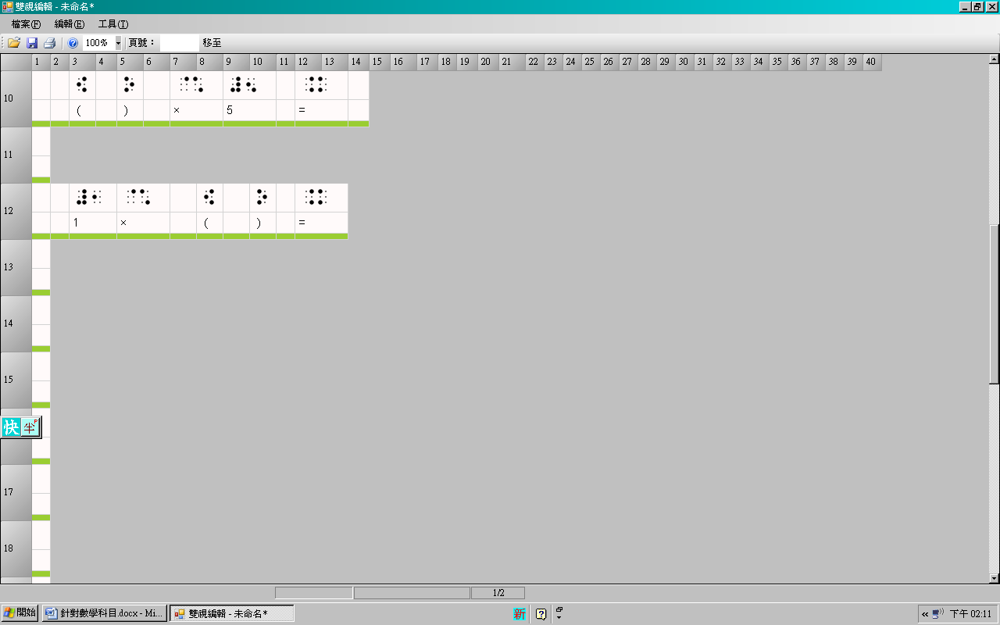 雙視編輯 - 未命名*
檔案(F) 編輯(E) 工具(T)
100% 頁號： 移至
1 2 3 4 5 6 7 8 9 10 11 12 13 14 15 16 17 18 19 20 21 22 23 24 25 26 27 28 29 30 31 32 33 34 35 36 37 38 39 40
⠪ ⠕ ⠈⠡ ⠼⠢ ⠨⠅
10
( ) × 5 =
11
⠼⠂ ⠈⠡ ⠪ ⠕ ⠨⠅
12
1 × ( ) =
13
14
15
快 半 P
17
18
1/2
開始 針對數學科目.docx - Mi... 雙視編輯 - 未命名* 新 « 下午 02:11